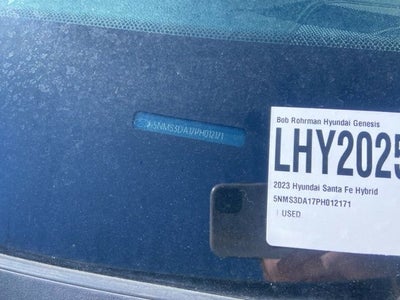 5NMS3DA17PH012171
Bob Rohrman Hyundai Genesis
LHY2025
2023 Hyundai Santa Fe Hybrid
5NMS3DA17PH012171
USED